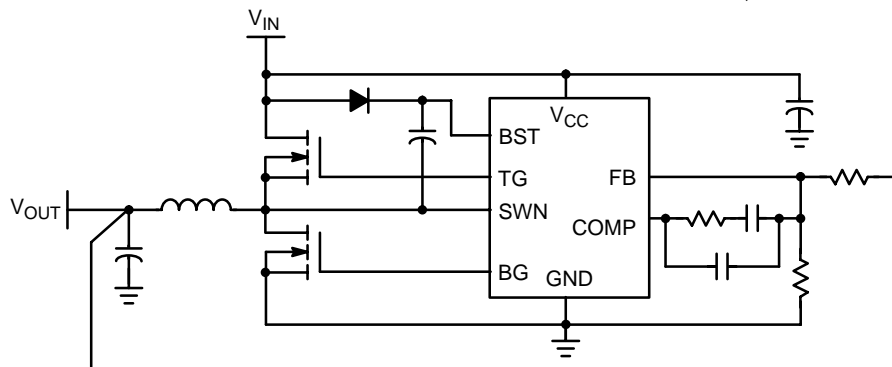 VIN
VCC
BST
TG
FB
VOUT
SWN
COMP
BG
GND